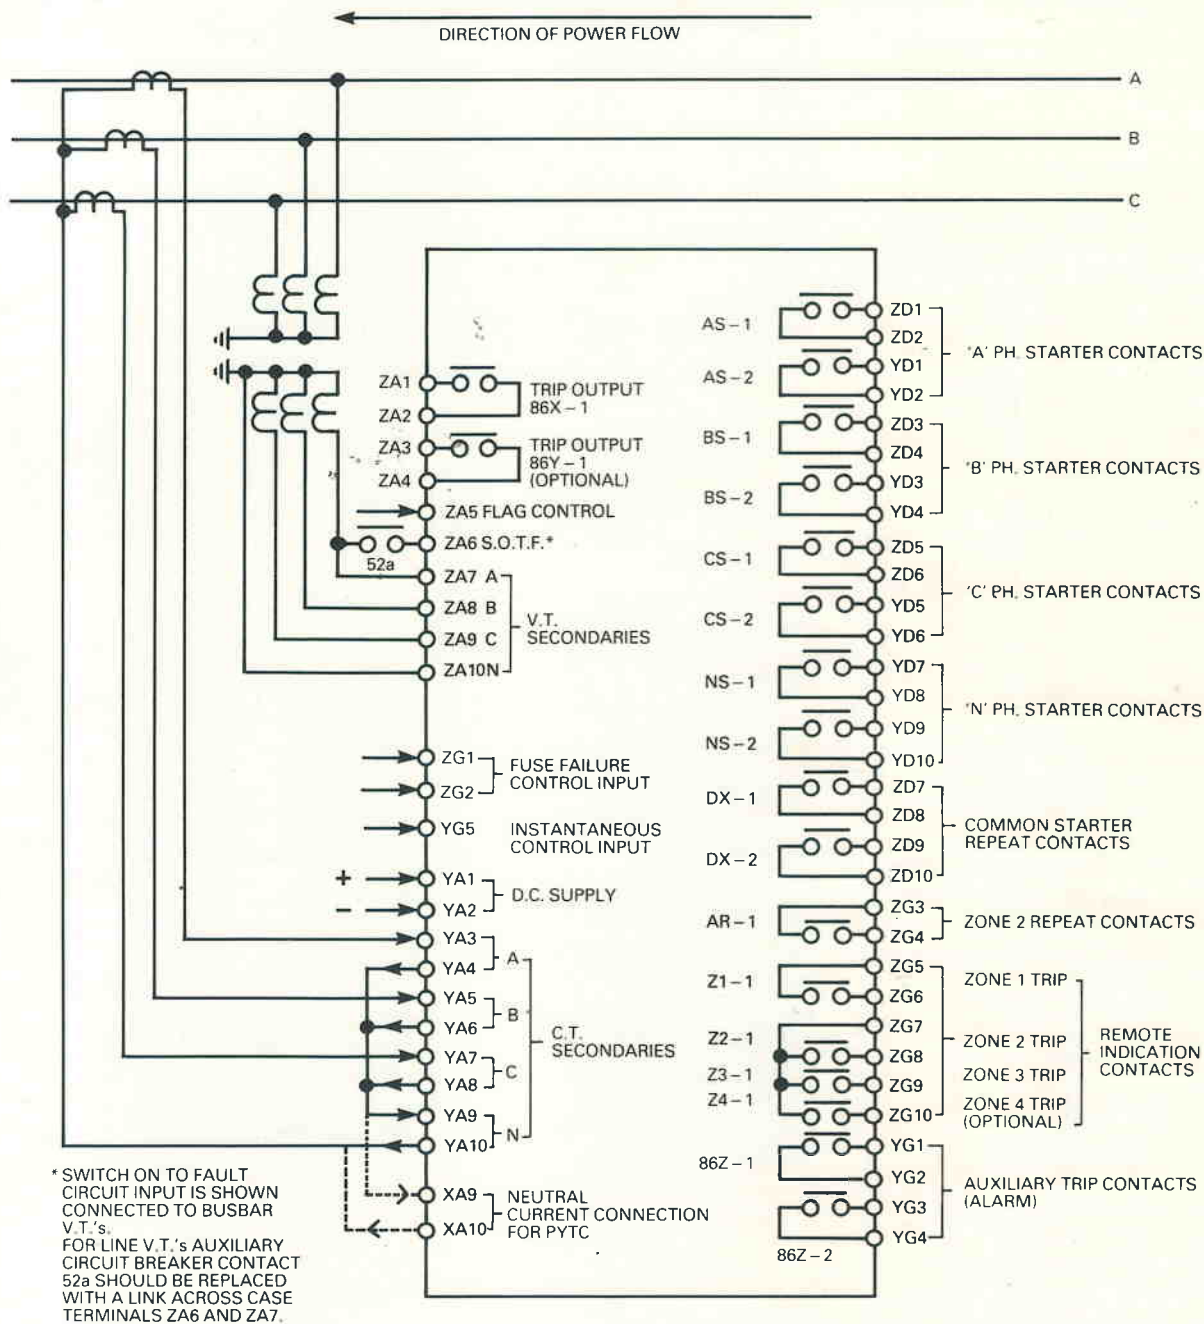 DIRECTION OF POWER FLOW
A
B
C
ZA1
ZA2
TRIP OUTPUT
86X-1
ZA3
ZA4
TRIP OUTPUT
86Y-1
(OPTIONAL)
ZA5 FLAG CONTROL
ZA6 S.O.T.F.*
52a
ZA7 A
ZA8 B
ZA9 C
ZA10 N
V.T.
SECONDARIES
ZG1
ZG2
FUSE FAILURE
CONTROL INPUT
YG5
INSTANTANEOUS
CONTROL INPUT
+
YA1
-
YA2
D.C. SUPPLY
YA3
YA4
A
YA5
YA6
B
YA7
YA8
C
YA9
YA10
N
C.T.
SECONDARIES
XA9
XA10
NEUTRAL
CURRENT CONNECTION
FOR PYTC
AS-1
ZD1
ZD2
AS-2
YD1
YD2
'A' PH. STARTER CONTACTS
BS-1
ZD3
ZD4
BS-2
YD3
YD4
'B' PH. STARTER CONTACTS
CS-1
ZD5
ZD6
CS-2
YD5
YD6
'C' PH. STARTER CONTACTS
NS-1
YD7
YD8
NS-2
YD9
YD10
'N' PH. STARTER CONTACTS
DX-1
ZD7
ZD8
DX-2
ZD9
ZD10
COMMON STARTER
REPEAT CONTACTS
AR-1
ZG3
ZG4
ZONE 2 REPEAT CONTACTS
Z1-1
ZG5
ZG6
ZONE 1 TRIP
ZG7
Z2-1
ZG8
ZONE 2 TRIP
Z3-1
ZG9
ZONE 3 TRIP
Z4-1
ZG10
ZONE 4 TRIP
(OPTIONAL)
REMOTE
INDICATION
CONTACTS
86Z-1
YG1
YG2
YG3
YG4
86Z-2
AUXILIARY TRIP CONTACTS
(ALARM)
* SWITCH ON TO FAULT
CIRCUIT INPUT IS SHOWN
CONNECTED TO BUSBAR
V.T.'s.
FOR LINE V.T.'s AUXILIARY
CIRCUIT BREAKER CONTACT
52a SHOULD BE REPLACED
WITH A LINK ACROSS CASE
TERMINALS ZA6 AND ZA7.